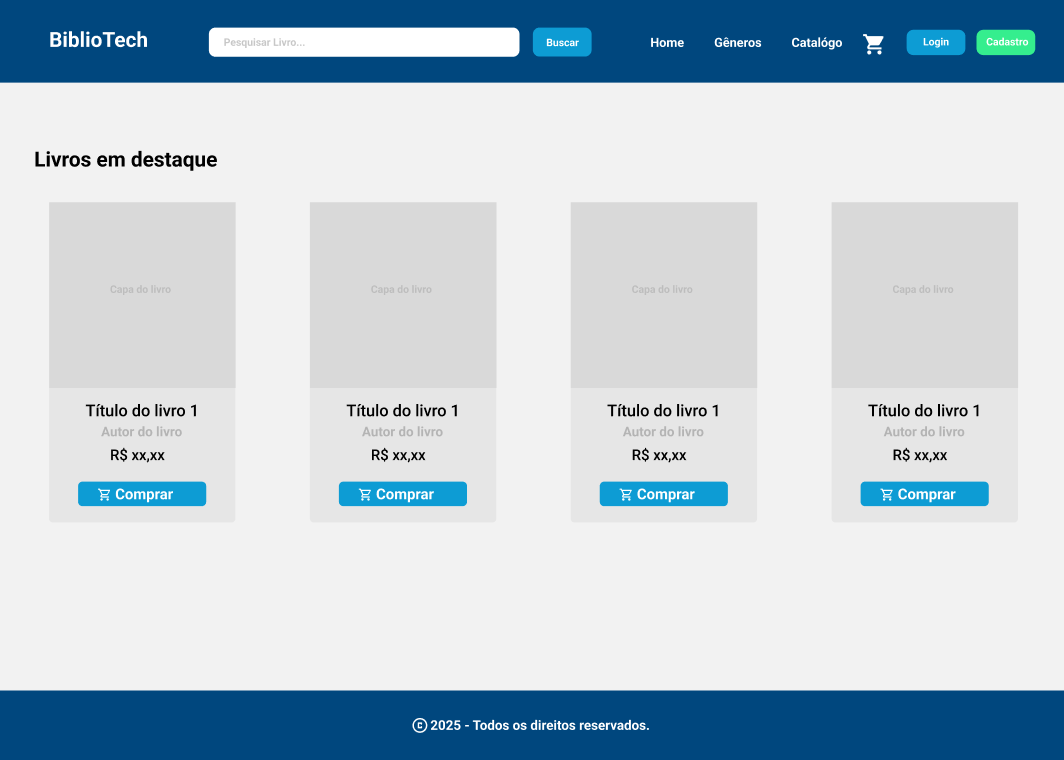 BiblioTech
Pesquisar Livro...
Buscar
Home
Gêneros
Catalógo
Login
Cadastro
Livros em destaque
Capa do livro
Título do livro 1
Autor do livro
R$ xx,xx
Comprar
Capa do livro
Título do livro 1
Autor do livro
R$ xx,xx
Comprar
Capa do livro
Título do livro 1
Autor do livro
R$ xx,xx
Comprar
Capa do livro
Título do livro 1
Autor do livro
R$ xx,xx
Comprar
© 2025 - Todos os direitos reservados.